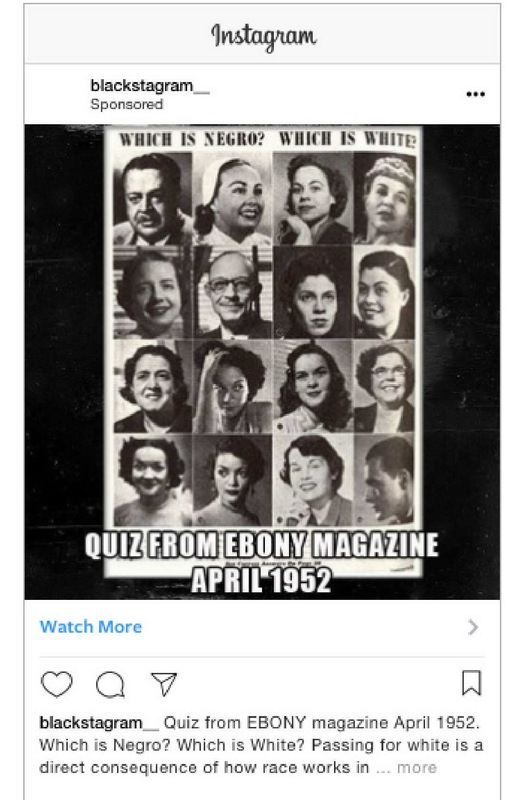 Instagram
blackstagram__
Sponsored
WHICH IS NEGRO? WHICH IS WHITE?
QUIZ FROM EBONY MAGAZINE
APRIL 1952
Watch More
blackstagram__ Quiz from EBONY magazine April 1952.
Which is Negro? Which is White? Passing for white is a
direct consequence of how race works in ... more